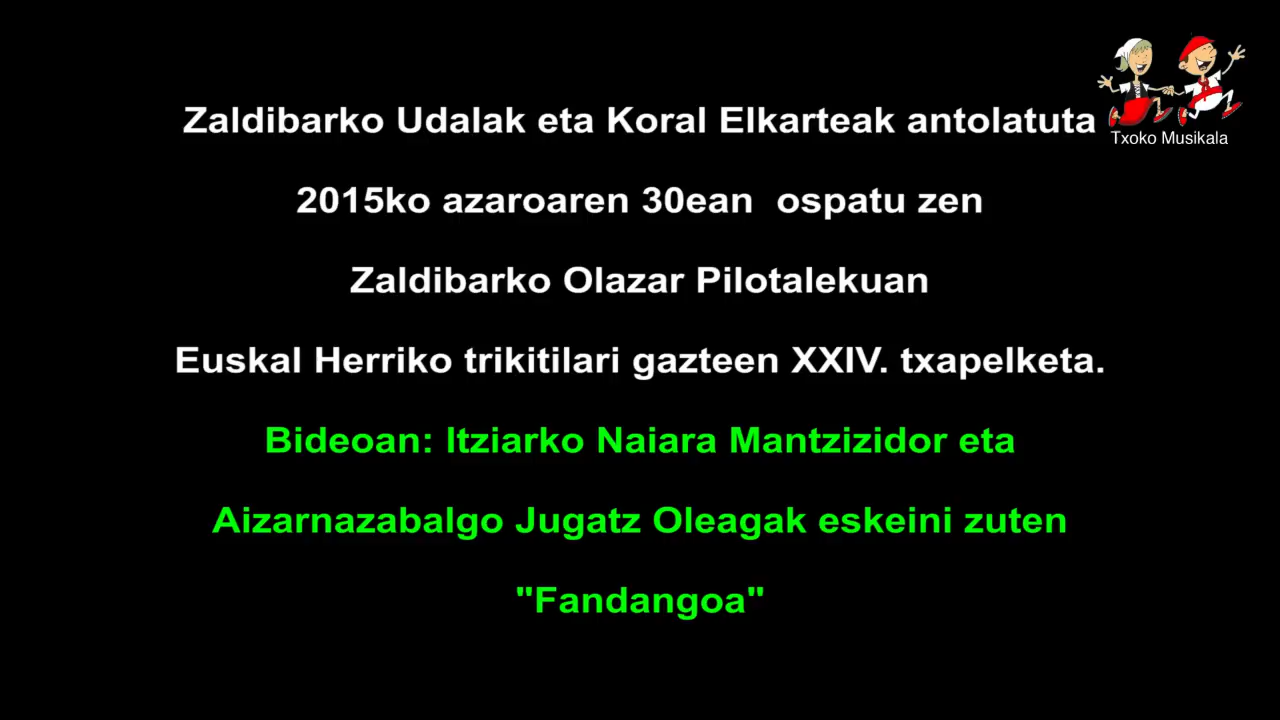 Zaldibarko Udalak eta Koral Elkarteak antolatuta
Txoko Musikala
2015ko azaroaren 30ean  ospatu zen
Zaldibarko Olazar Pilotalekuan
Euskal Herriko trikitilari gazteen XXIV. txapelketa.
Bideoan: Itziarko Naiara Mantzizidor eta
Aizarnazabalgo Jugatz Oleagak eskeini zuten
"Fandangoa"